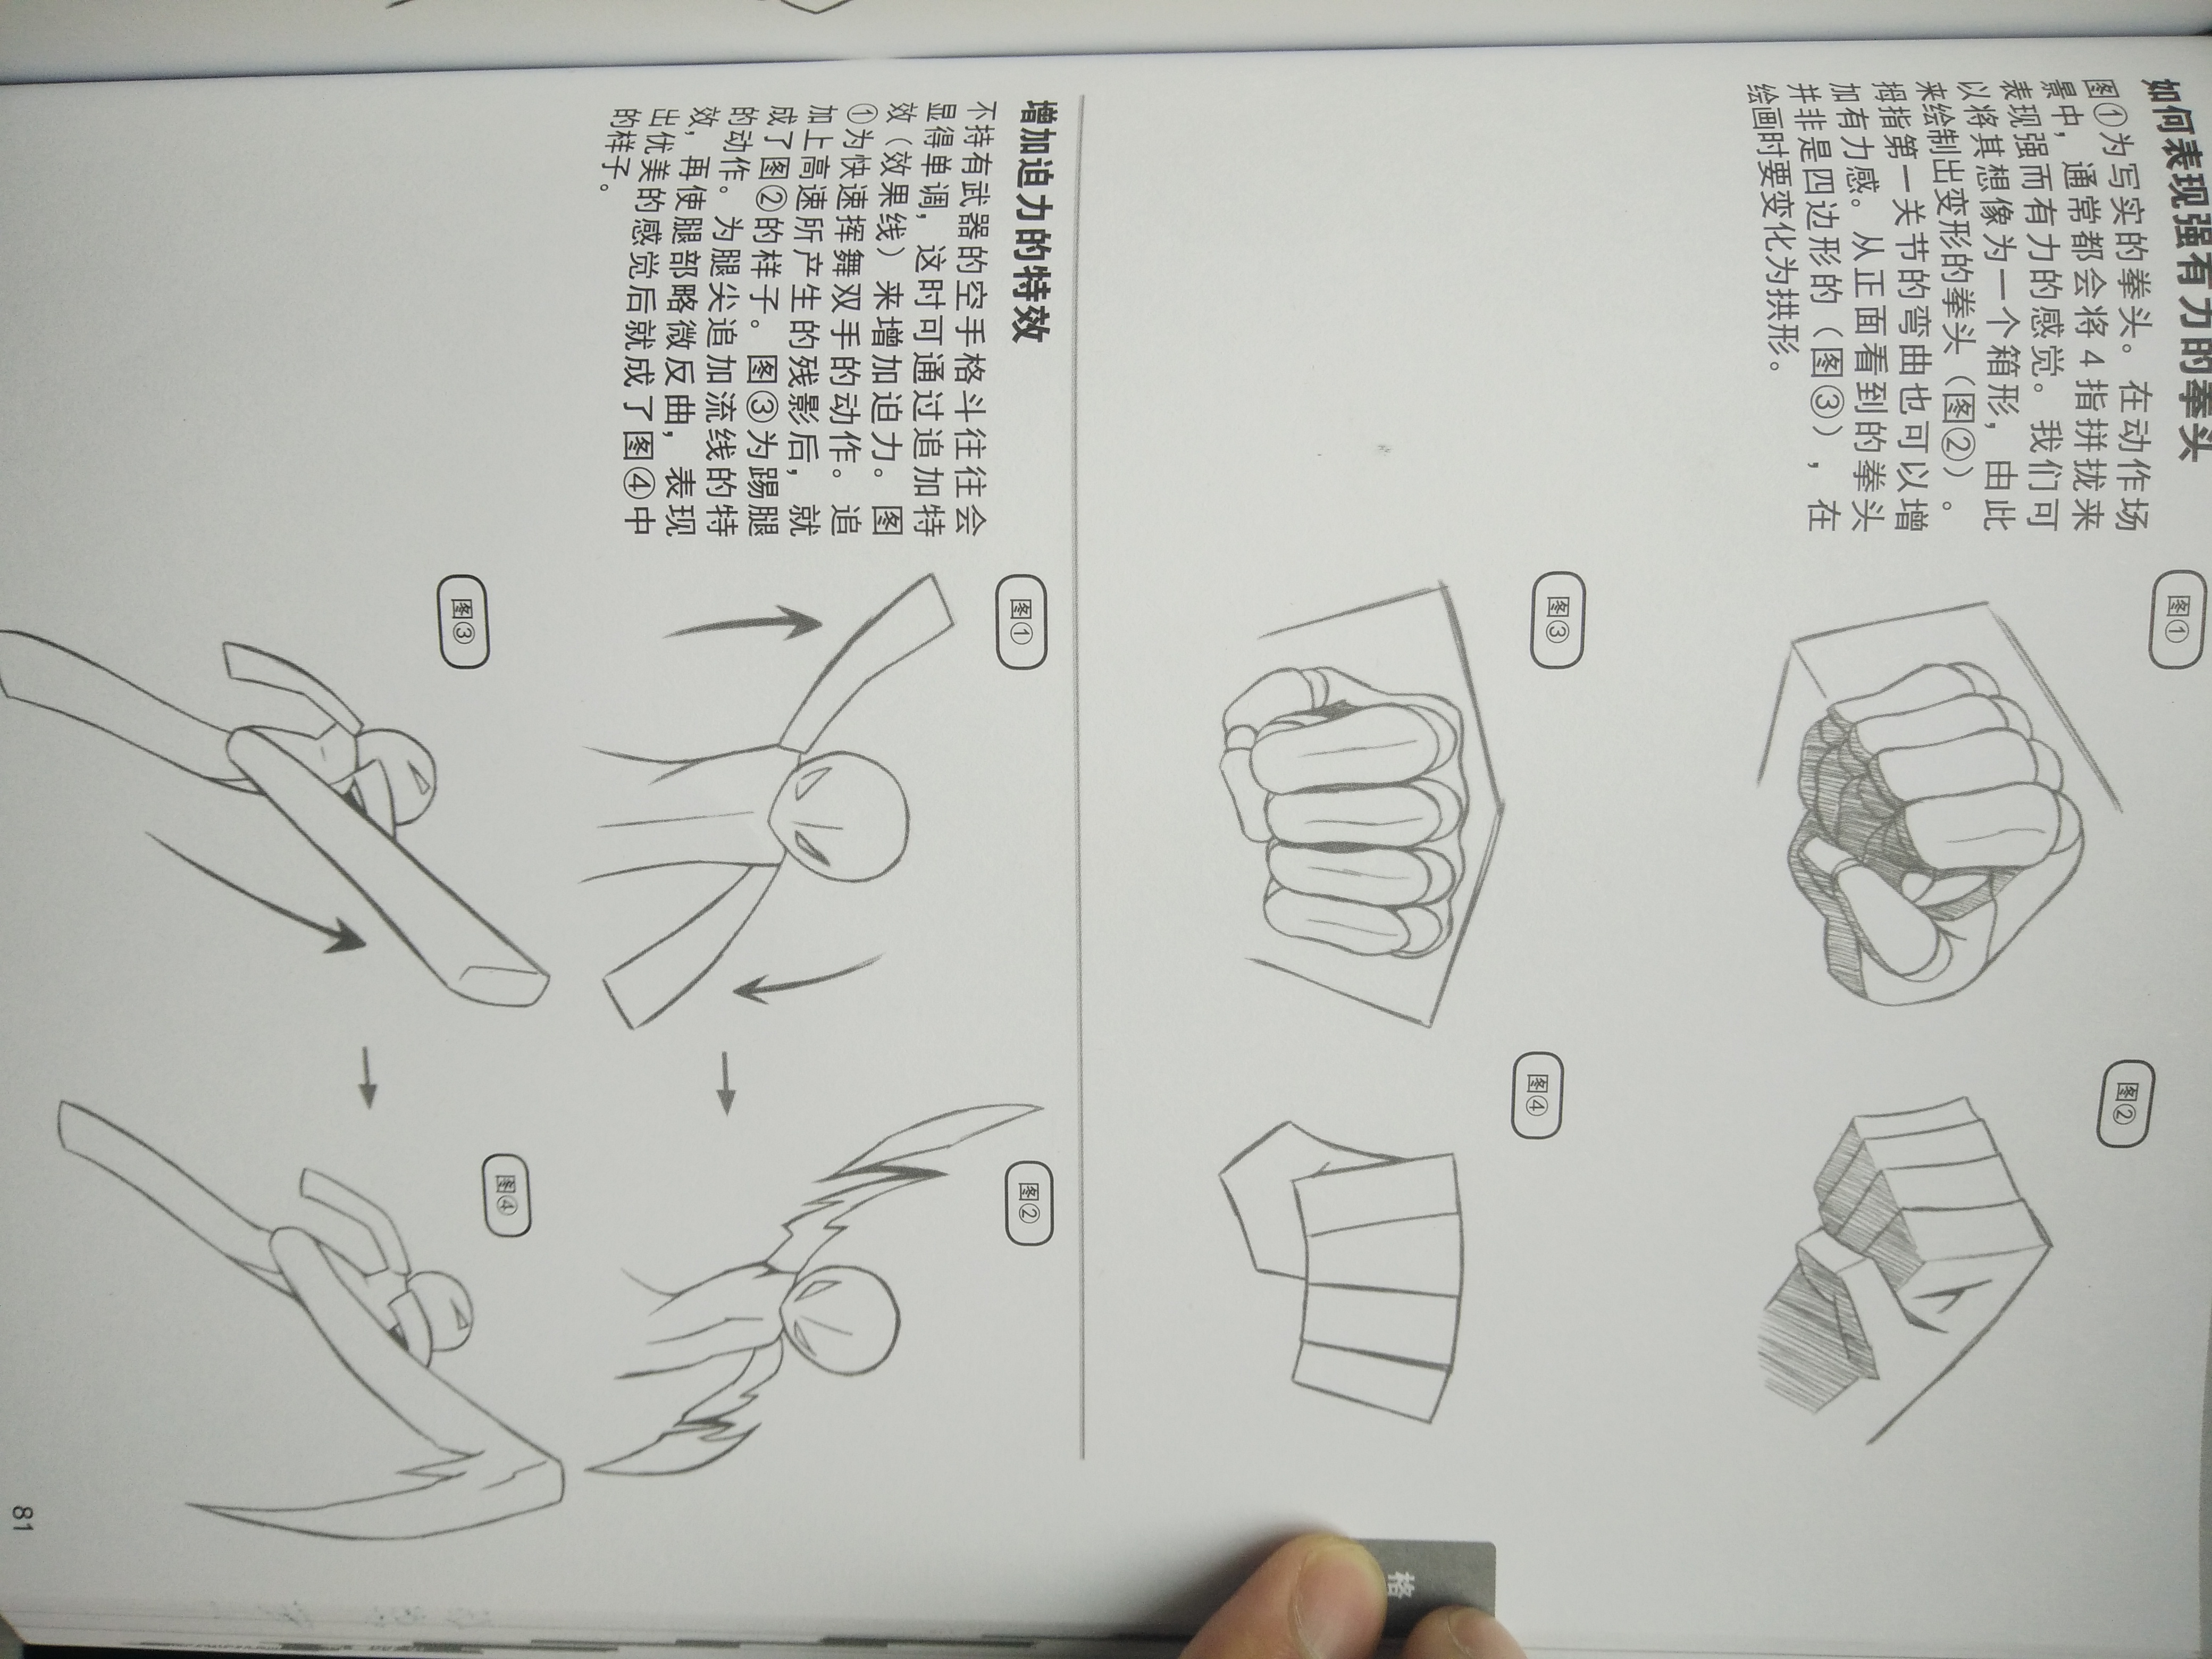 如何表现强有力的拳头
图①为写实的拳头。在动作场
景中，通常都会将4指拼拢来
表现强而有力的感觉。我们可
以将其想像为一个箱形，由此
来绘制出变形的拳头（图②）。
拇指第一关节的弯曲也可以增
加有力感。从正面看到的拳头
并非是四边形的（图③），在
绘画时要变化为拱形。
图①
图②
图③
图④
增加迫力的特效
不持有武器的空手格斗往往会
显得单调，这时可通过追加特
效（效果线）来增加迫力。图
①为快速挥舞双手的动作。追
加上高速所产生的残影后，就
成了图②的样子。图③为踢腿
的动作。为腿尖追加流线的特
效，再使腿部略微反曲，表现
出优美的感觉后就成了图④中
的样子。
图①
图②
图③
图④
格
81